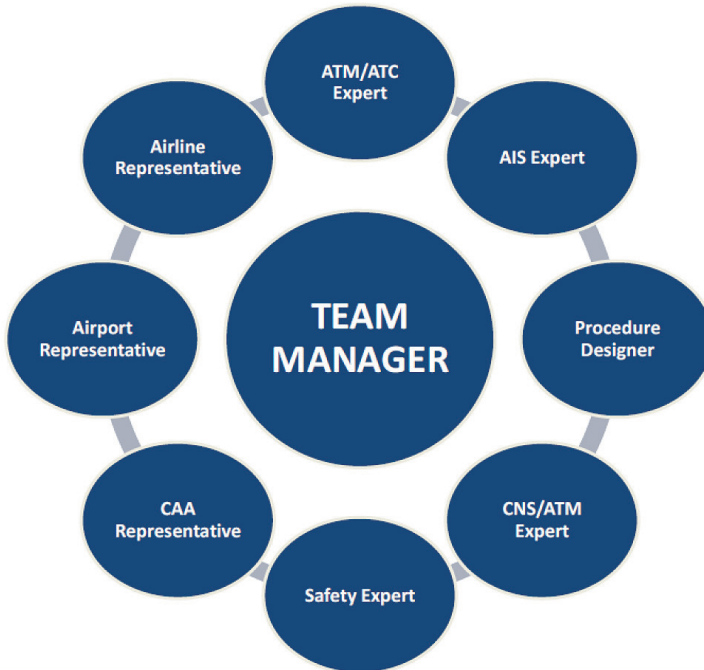 ATM/ATC
Expert
AIS Expert
Procedure
Designer
CNS/ATM
Expert
Safety Expert
CAA
Representative
Airport
Representative
Airline
Representative
TEAM
MANAGER